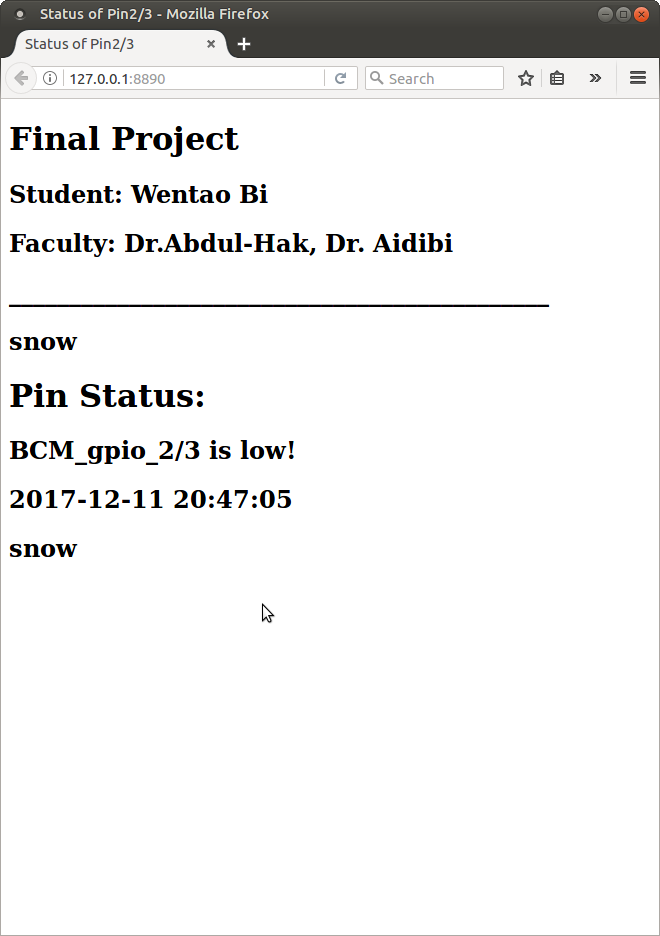 Status of Pin2/3 - Mozilla Firefox
Status of Pin2/3
127.0.0.1:8890
Search
Final Project
Student: Wentao Bi
Faculty: Dr.Abdul-Hak, Dr. Aidibi
_____________________________________________
snow
Pin Status:
BCM_gpio_2/3 is low!
2017-12-11 20:47:05
snow